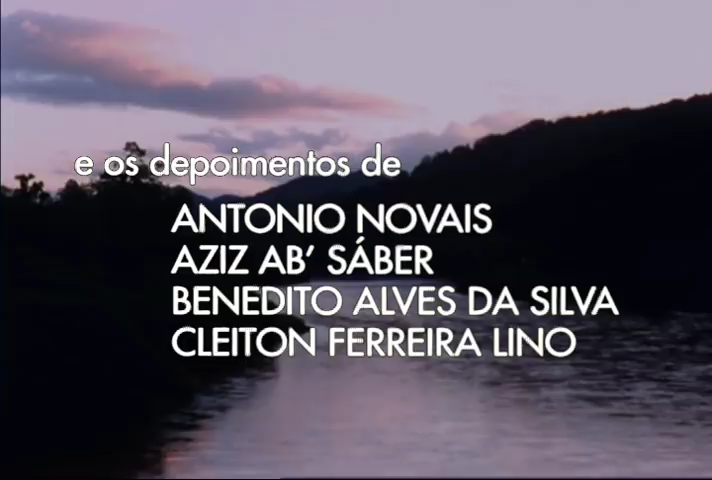 e os depoimentos de
ANTONIO NOVAIS
AZIZ AB' SÁBER
BENEDITO ALVES DA SILVA
CLEITON FERREIRA LINO